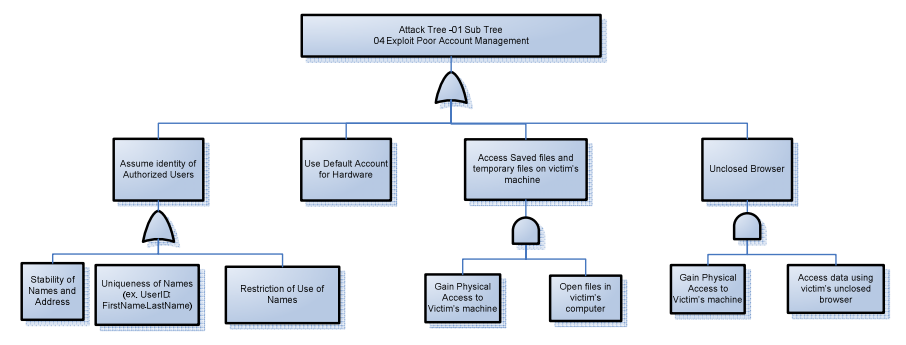 Attack Tree -01 Sub Tree
04 Exploit Poor Account Management
Assume identity of
Authorized Users
Use Default Account
for Hardware
Access Saved files and
temporary files on victim's
machine
Unclosed Browser
Stability of
Names and
Address
Uniqueness of Names
(ex. UserID:
FirstName.LastName)
Restriction of Use of
Names
Gain Physical
Access to
Victim's machine
Open files in
victim's
computer
Gain Physical
Access to
Victim's machine
Access data using
victim's unclosed
browser